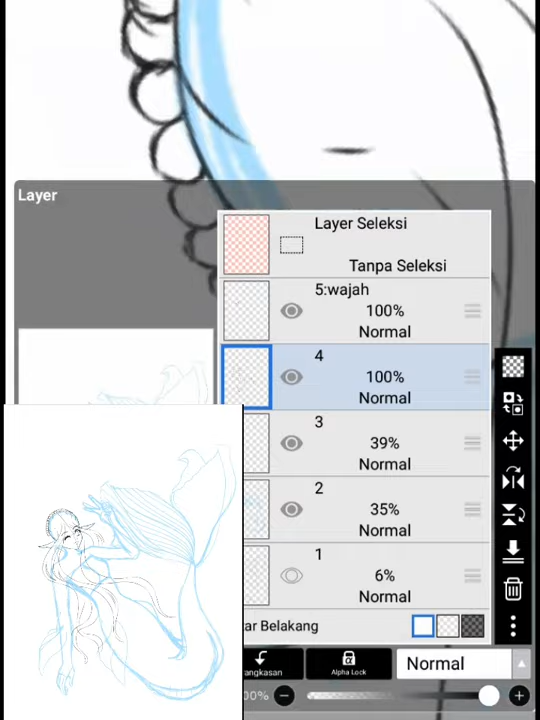 Layer
Layer Seleksi
Tanpa Seleksi
5:wajah
100%
Normal
4
100%
Normal
3
39%
Normal
2
35%
Normal
1
6%
Normal
ar Belakang
angkasan
Alpha Lock
Normal
00%